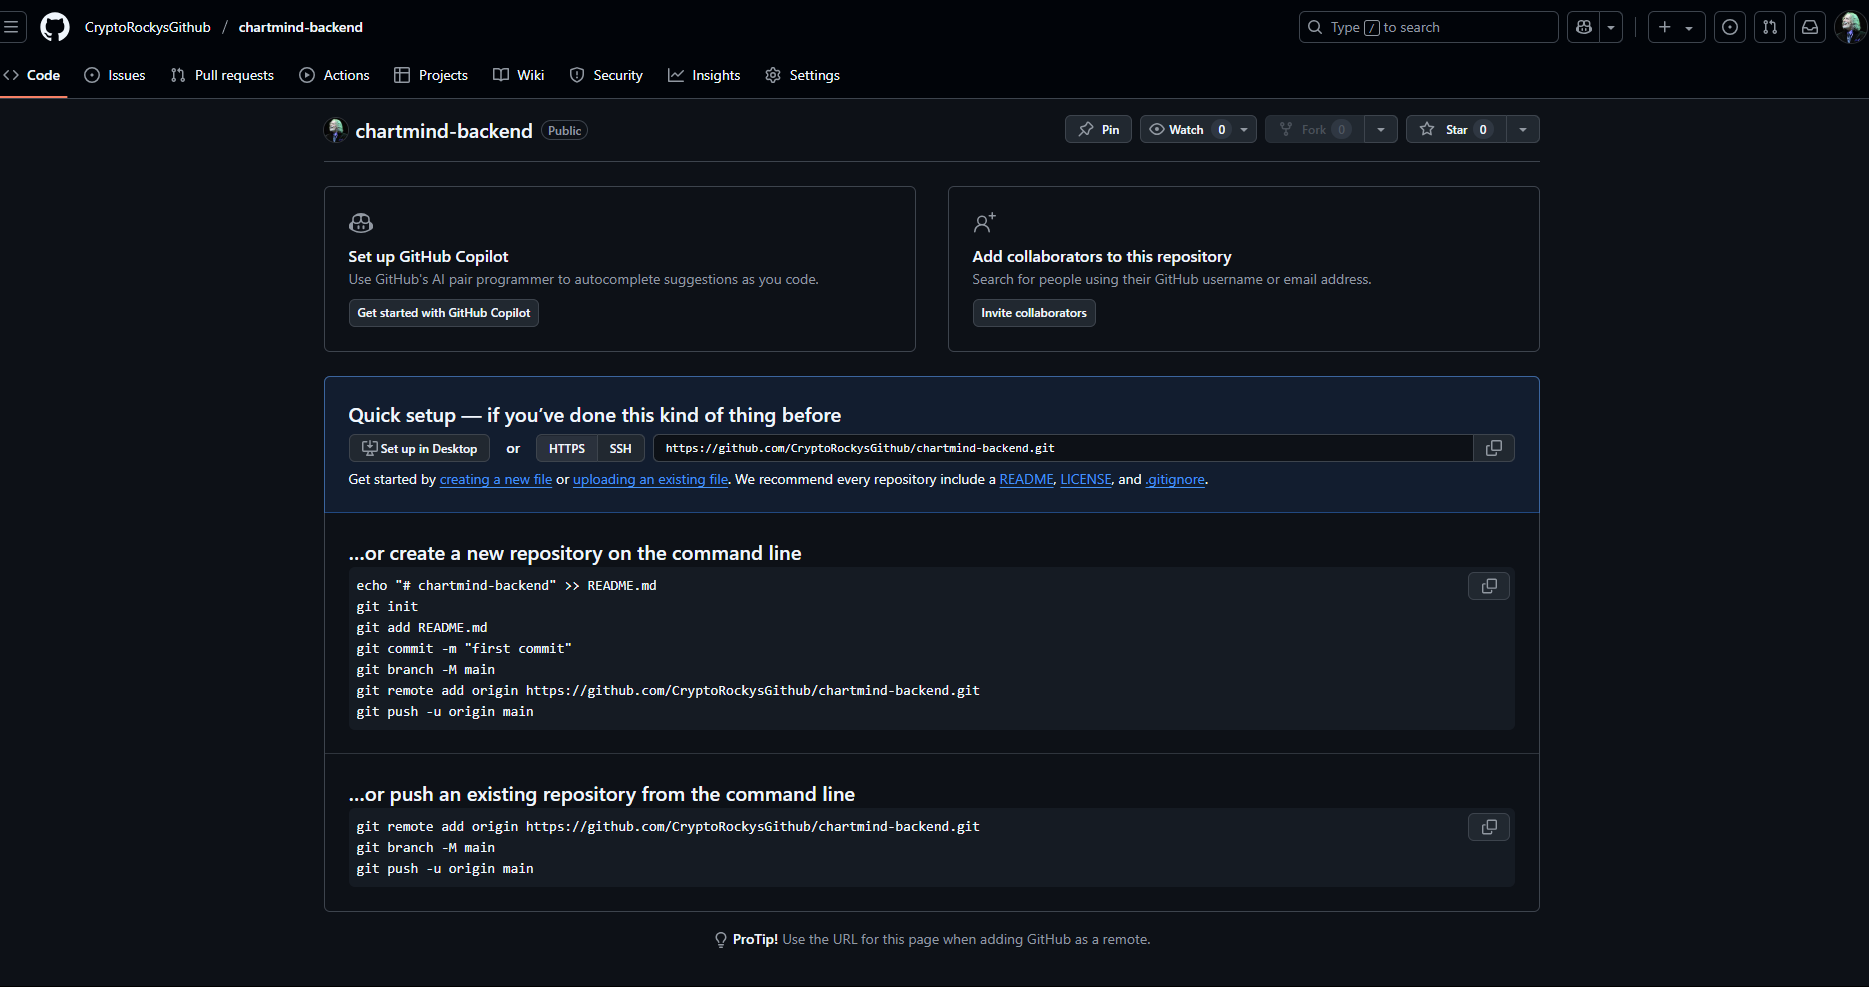 CryptoRockysGithub / chartmind-backend
Type / to search
Code Issues Pull requests Actions Projects Wiki Security Insights Settings
chartmind-backend Public
Pin Watch 0 Fork 0 Star 0
Set up GitHub Copilot
Use GitHub's AI pair programmer to autocomplete suggestions as you code.
Get started with GitHub Copilot
Add collaborators to this repository
Search for people using their GitHub username or email address.
Invite collaborators
Quick setup — if you’ve done this kind of thing before
Set up in Desktop or HTTPS SSH https://github.com/CryptoRockysGithub/chartmind-backend.git
Get started by creating a new file or uploading an existing file. We recommend every repository include a README, LICENSE, and .gitignore.
…or create a new repository on the command line
echo "# chartmind-backend" >> README.md
git init
git add README.md
git commit -m "first commit"
git branch -M main
git remote add origin https://github.com/CryptoRockysGithub/chartmind-backend.git
git push -u origin main
…or push an existing repository from the command line
git remote add origin https://github.com/CryptoRockysGithub/chartmind-backend.git
git branch -M main
git push -u origin main
ProTip! Use the URL for this page when adding GitHub as a remote.